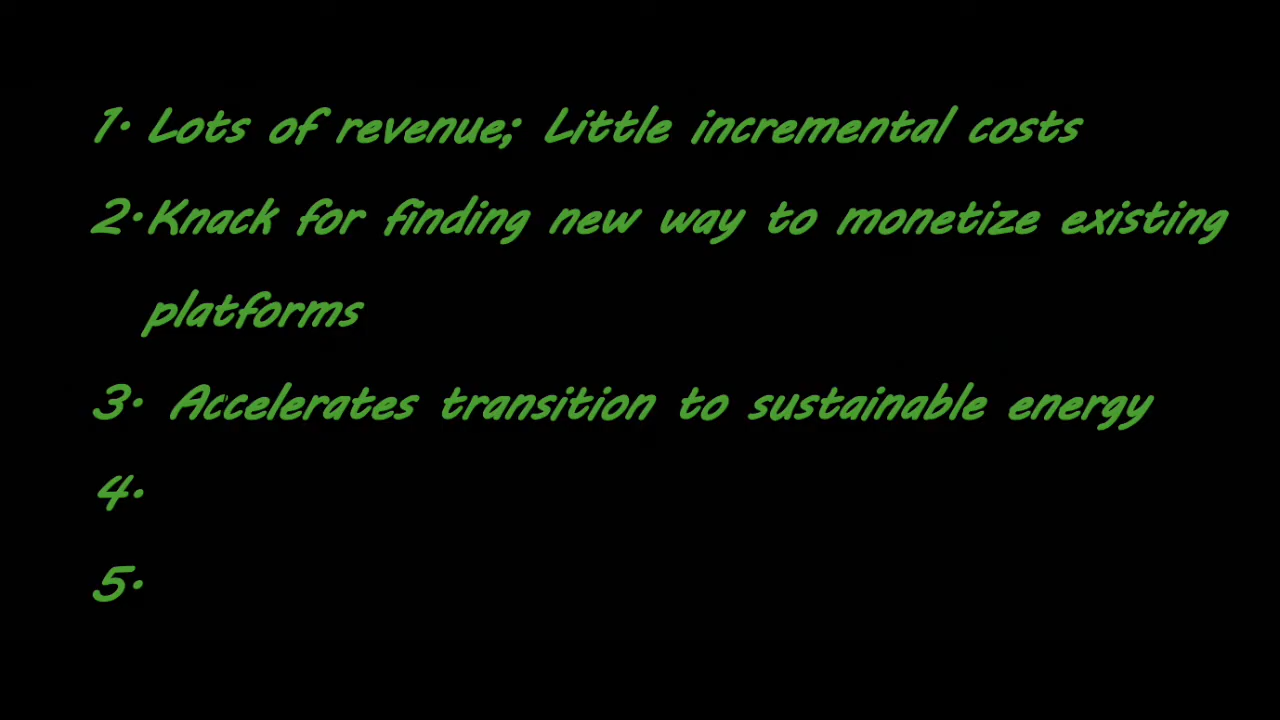 1. Lots of revenue; Little incremental costs
2. Knack for finding new way to monetize existing
platforms
3. Accelerates transition to sustainable energy
4.
5.